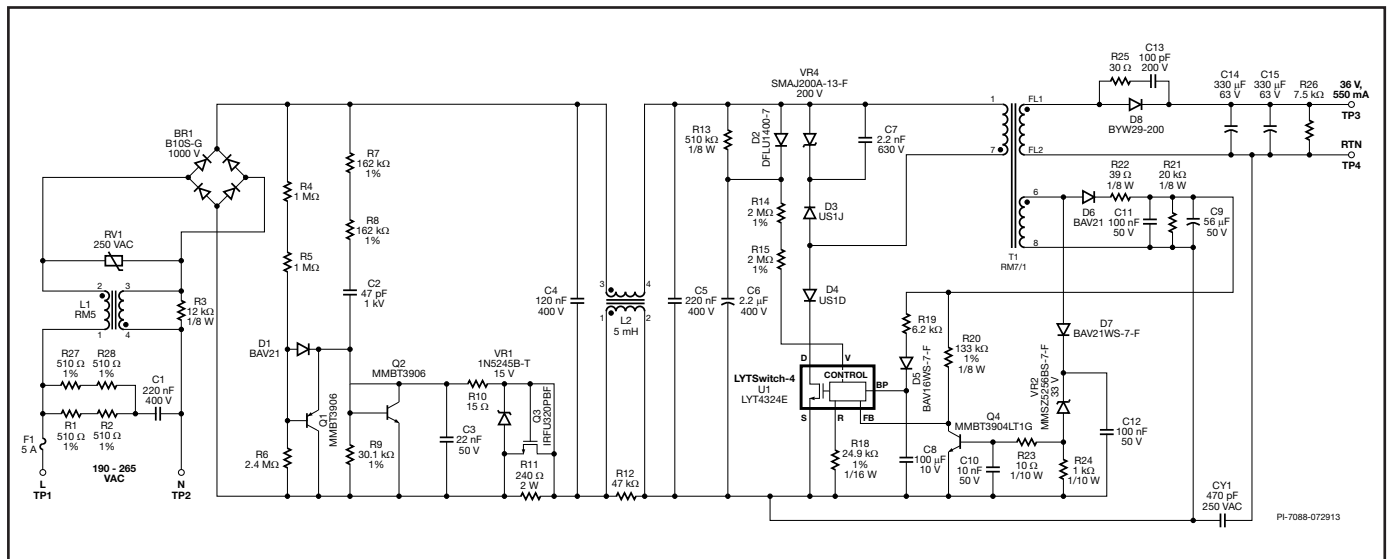 BR1
B10S-G
1000 V
RV1
250 VAC
2
3
L1
RM5
1
4
R3
12 kΩ
1/8 W
R27
510 Ω
1%
R28
510 Ω
1%
C1
220 nF
400 V
R1
510 Ω
1%
R2
510 Ω
1%
F1
5 A
190 - 265
VAC
L
TP1
N
TP2
R4
1 MΩ
R5
1 MΩ
D1
BAV21
R6
2.4 MΩ
Q1
MMBT3906
R7
162 kΩ
1%
R8
162 kΩ
1%
C2
47 pF
1 kV
Q2
MMBT3906
R9
30.1 kΩ
1%
C3
22 nF
50 V
R10
15 Ω
VR1
1N5245B-T
15 V
Q3
IRFU320PBF
R11
240 Ω
2 W
C4
120 nF
400 V
R12
47 kΩ
3
4
1
2
L2
5 mH
C5
220 nF
400 V
C6
2.2 μF
400 V
R13
510 kΩ
1/8 W
D2
DFLU1400-7
VR4
SMAJ200A-13-F
200 V
C7
2.2 nF
630 V
R14
2 MΩ
1%
R15
2 MΩ
1%
D3
US1J
D4
US1D
LYTSwitch-4
U1
LYT4324E
D
V
CONTROL
BP
S
R
FB
R18
24.9 kΩ
1%
1/16 W
R19
6.2 kΩ
D5
BAV16WS-7-F
C8
100 μF
10 V
R20
133 kΩ
1%
1/8 W
Q4
MMBT3904LT1G
C10
10 nF
50 V
R23
10 Ω
1/10 W
R24
1 kΩ
1/10 W
VR2
MMSZ5256BS-7-F
33 V
D7
BAV21WS-7-F
C12
100 nF
50 V
1
7
FL1
FL2
6
8
T1
RM7/1
D6
BAV21
R22
39 Ω
1/8 W
C11
100 nF
50 V
R21
20 kΩ
1/8 W
C9
56 μF
50 V
R25
30 Ω
C13
100 pF
200 V
D8
BYW29-200
C14
330 μF
63 V
C15
330 μF
63 V
R26
7.5 kΩ
36 V,
550 mA
TP3
RTN
TP4
CY1
470 pF
250 VAC
PI-7088-072913